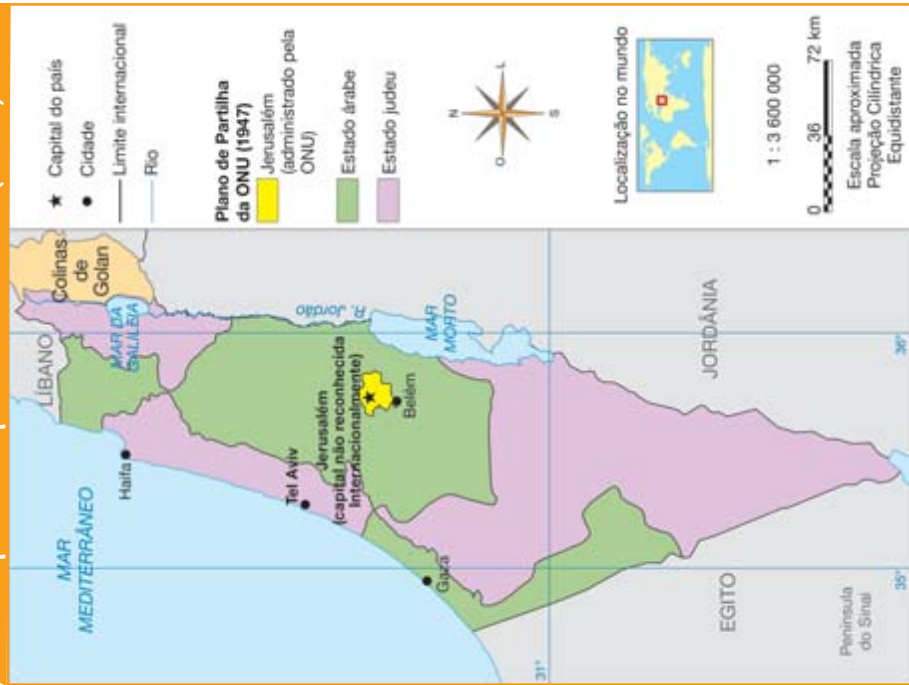 LÍBANO
Colinas
de
Golan
MAR DA
GALILEIA
Haifa
MAR
MEDITERRÂNEO
R. Jordão
Tel Aviv
Jerusalém
(capital não reconhecida
Internacionalmente)
Belém
MAR
MORTO
Gaza
JORDÂNIA
EGITO
Península
do Sinai
31°
35°
36°
Capital do país
Cidade
Limite internacional
Rio
Plano de Partilha
da ONU (1947)
Jerusalém
(administrado pela
ONU)
Estado árabe
Estado judeu
N
O
L
S
Localização no mundo
1 : 3 600 000
0 36 72 km
Escala aproximada
Projeção Cilíndrica
Equidistante